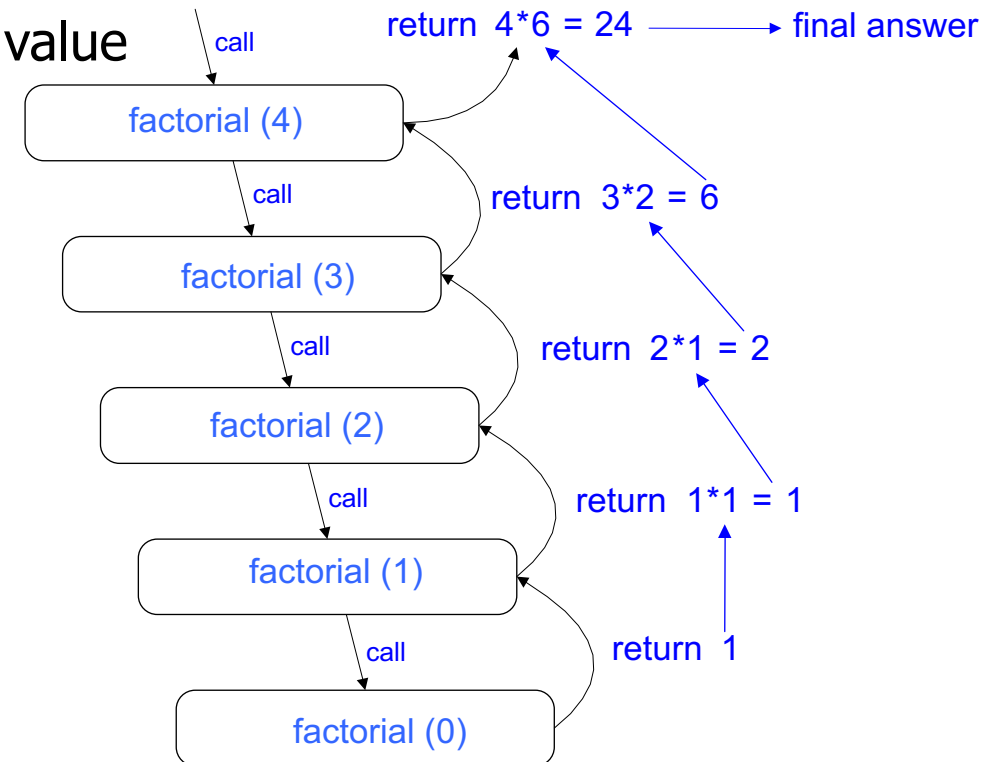 value
call
return 4*6 = 24
final answer
factorial (4)
call
return 3*2 = 6
factorial (3)
call
return 2*1 = 2
factorial (2)
call
return 1*1 = 1
factorial (1)
call
return 1
factorial (0)